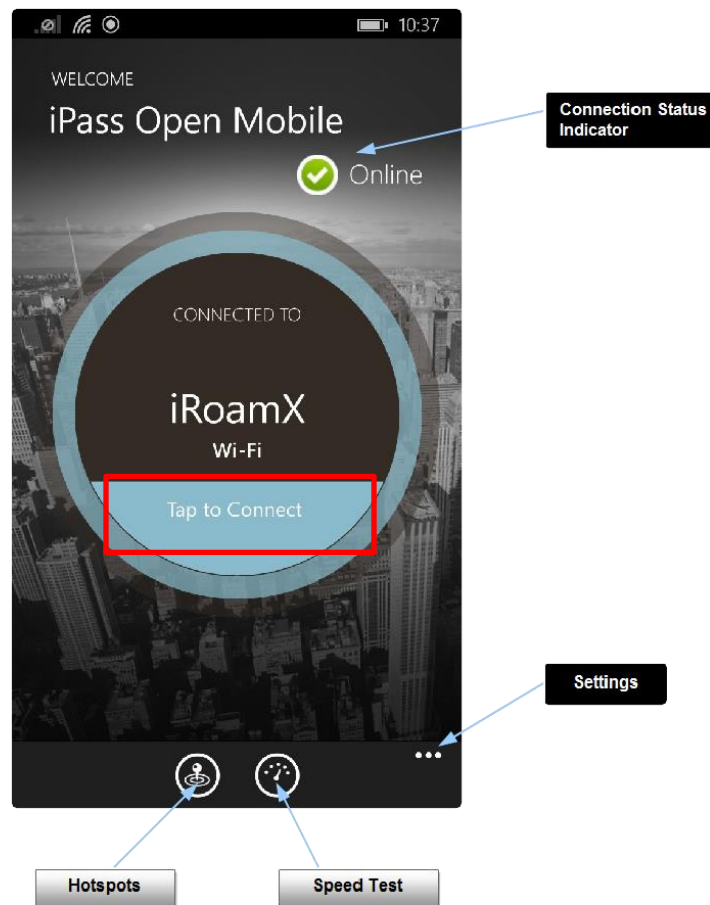 10:37
WELCOME
iPass Open Mobile
Connection Status
Indicator
Online
CONNECTED TO
iRoamX
Wi-Fi
Tap to Connect
Settings
Hotspots
Speed Test